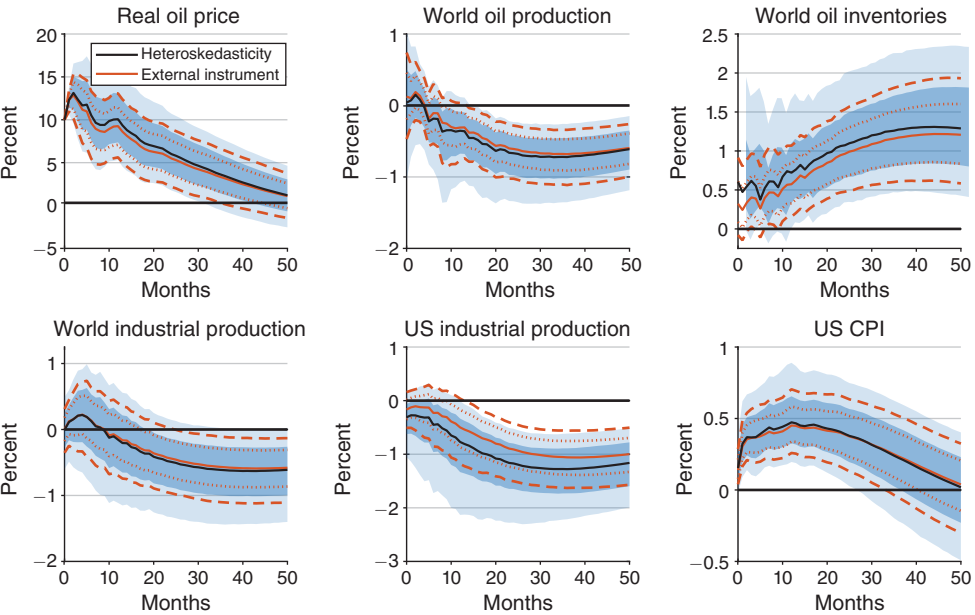 Real oil price
20
15
10
5
0
−5
Percent
0 10 20 30 40 50
Months
Heteroskedasticity
External instrument
World oil production
1
0
−1
−2
Percent
0 10 20 30 40 50
Months
World oil inventories
2.5
2
1.5
1
0.5
0
Percent
0 10 20 30 40 50
Months
World industrial production
1
0
−1
−2
Percent
0 10 20 30 40 50
Months
US industrial production
1
0
−1
−2
−3
Percent
0 10 20 30 40 50
Months
US CPI
1
0.5
0
−0.5
Percent
0 10 20 30 40 50
Months